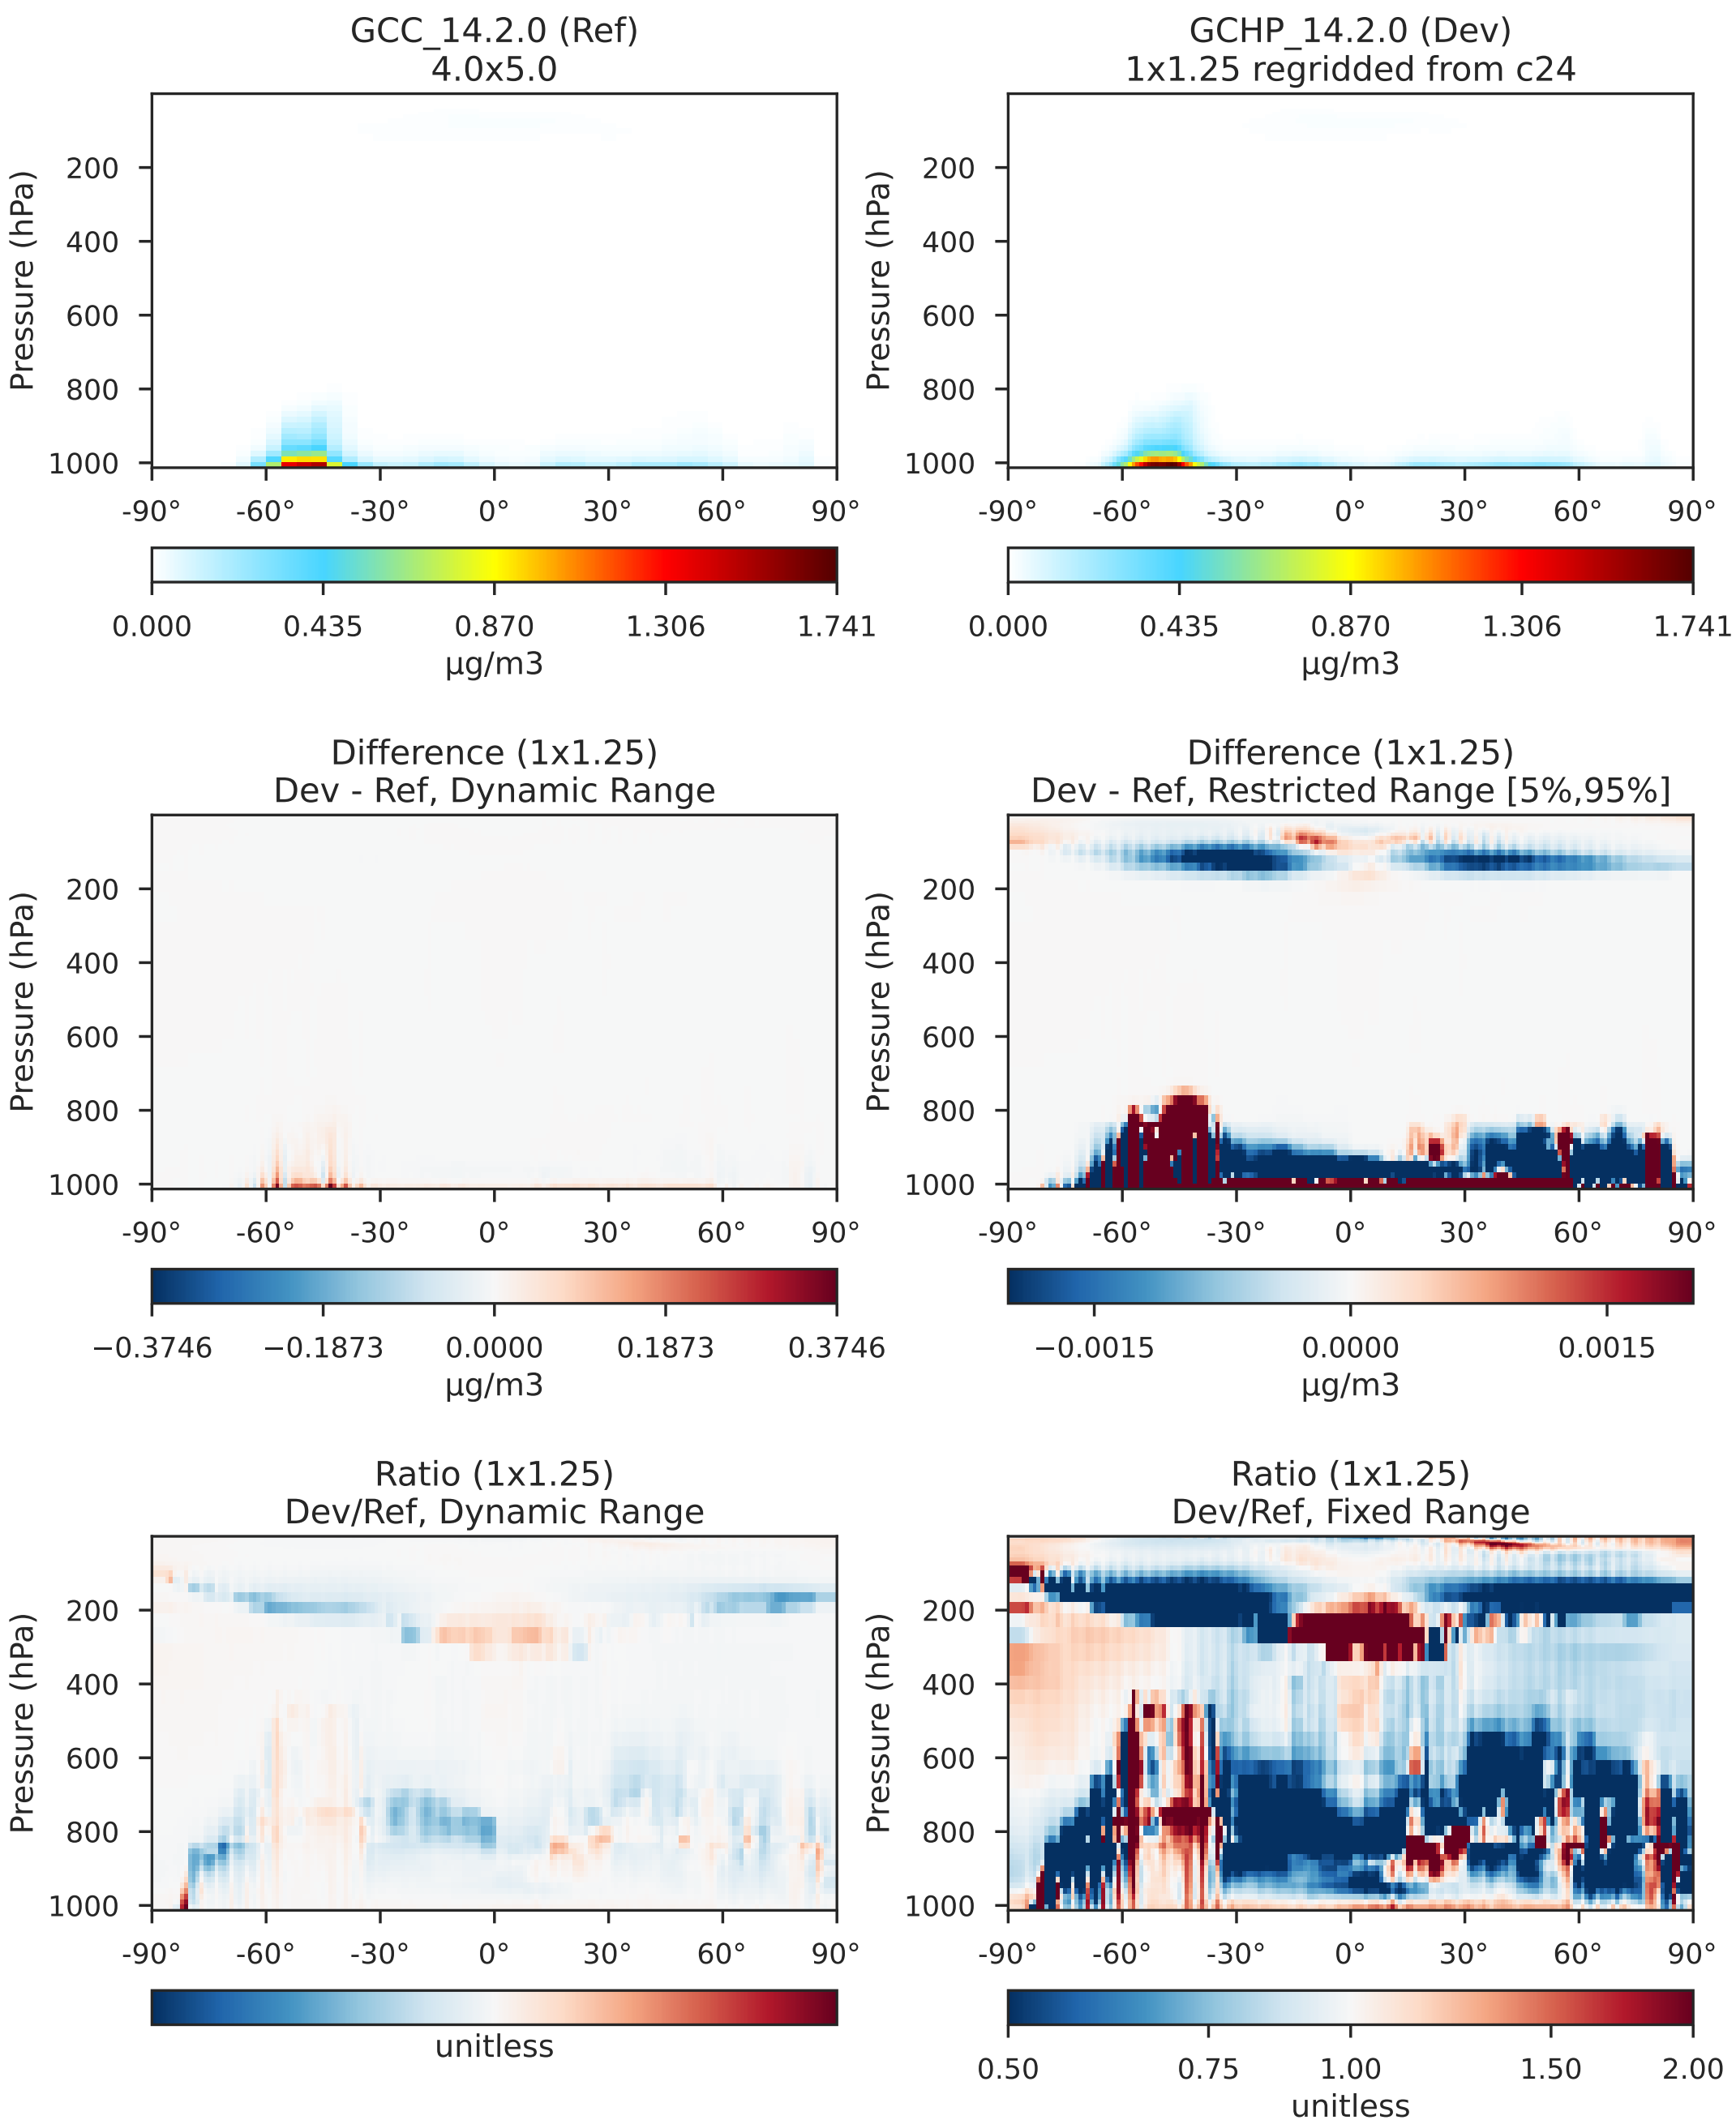 GCC_14.2.0 (Ref)
4.0x5.0
Pressure (hPa)
200
400
600
800
1000
-90° -60° -30° 0° 30° 60° 90°
0.000 0.435 0.870 1.306 1.741
μg/m3
GCHP_14.2.0 (Dev)
1x1.25 regridded from c24
Pressure (hPa)
200
400
600
800
1000
-90° -60° -30° 0° 30° 60° 90°
0.000 0.435 0.870 1.306 1.741
μg/m3
Difference (1x1.25)
Dev - Ref, Dynamic Range
Pressure (hPa)
200
400
600
800
1000
-90° -60° -30° 0° 30° 60° 90°
−0.3746 −0.1873 0.0000 0.1873 0.3746
μg/m3
Difference (1x1.25)
Dev - Ref, Restricted Range [5%,95%]
Pressure (hPa)
200
400
600
800
1000
-90° -60° -30° 0° 30° 60° 90°
−0.0015 0.0000 0.0015
μg/m3
Ratio (1x1.25)
Dev/Ref, Dynamic Range
Pressure (hPa)
200
400
600
800
1000
-90° -60° -30° 0° 30° 60° 90°
unitless
Ratio (1x1.25)
Dev/Ref, Fixed Range
Pressure (hPa)
200
400
600
800
1000
-90° -60° -30° 0° 30° 60° 90°
0.50 0.75 1.00 1.50 2.00
unitless